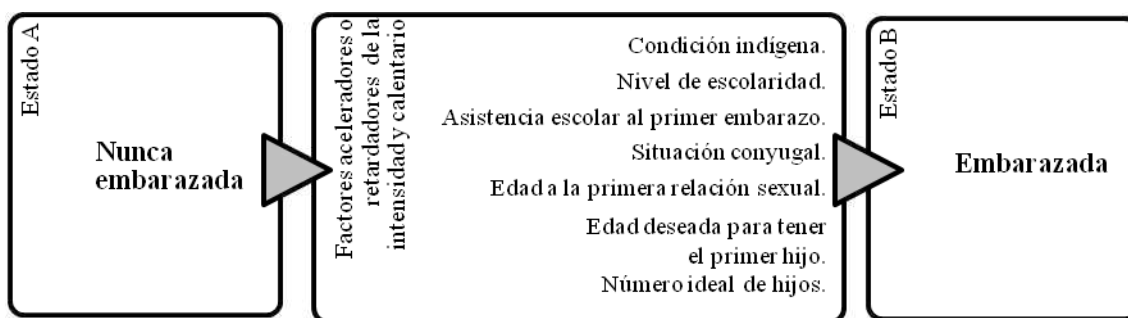 Estado A
Nunca
embarazada
Factores aceleradores o
retardadores de la
intensidad y calentario
Condición indígena.
Nivel de escolaridad.
Asistencia escolar al primer embarazo.
Situación conyugal.
Edad a la primera relación sexual.
Edad deseada para tener
el primer hijo.
Número ideal de hijos.
Estado B
Embarazada